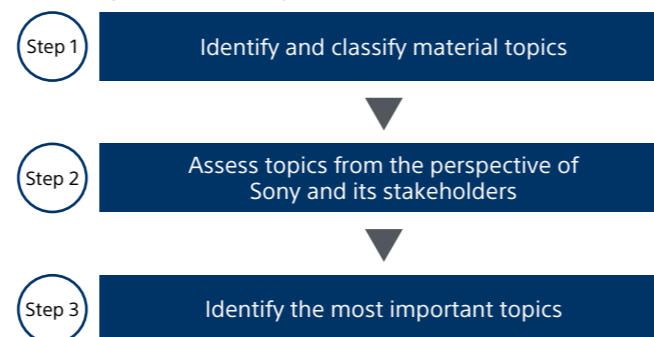 Step 1
Identify and classify material topics
Step 2
Assess topics from the perspective of
Sony and its stakeholders
Step 3
Identify the most important topics